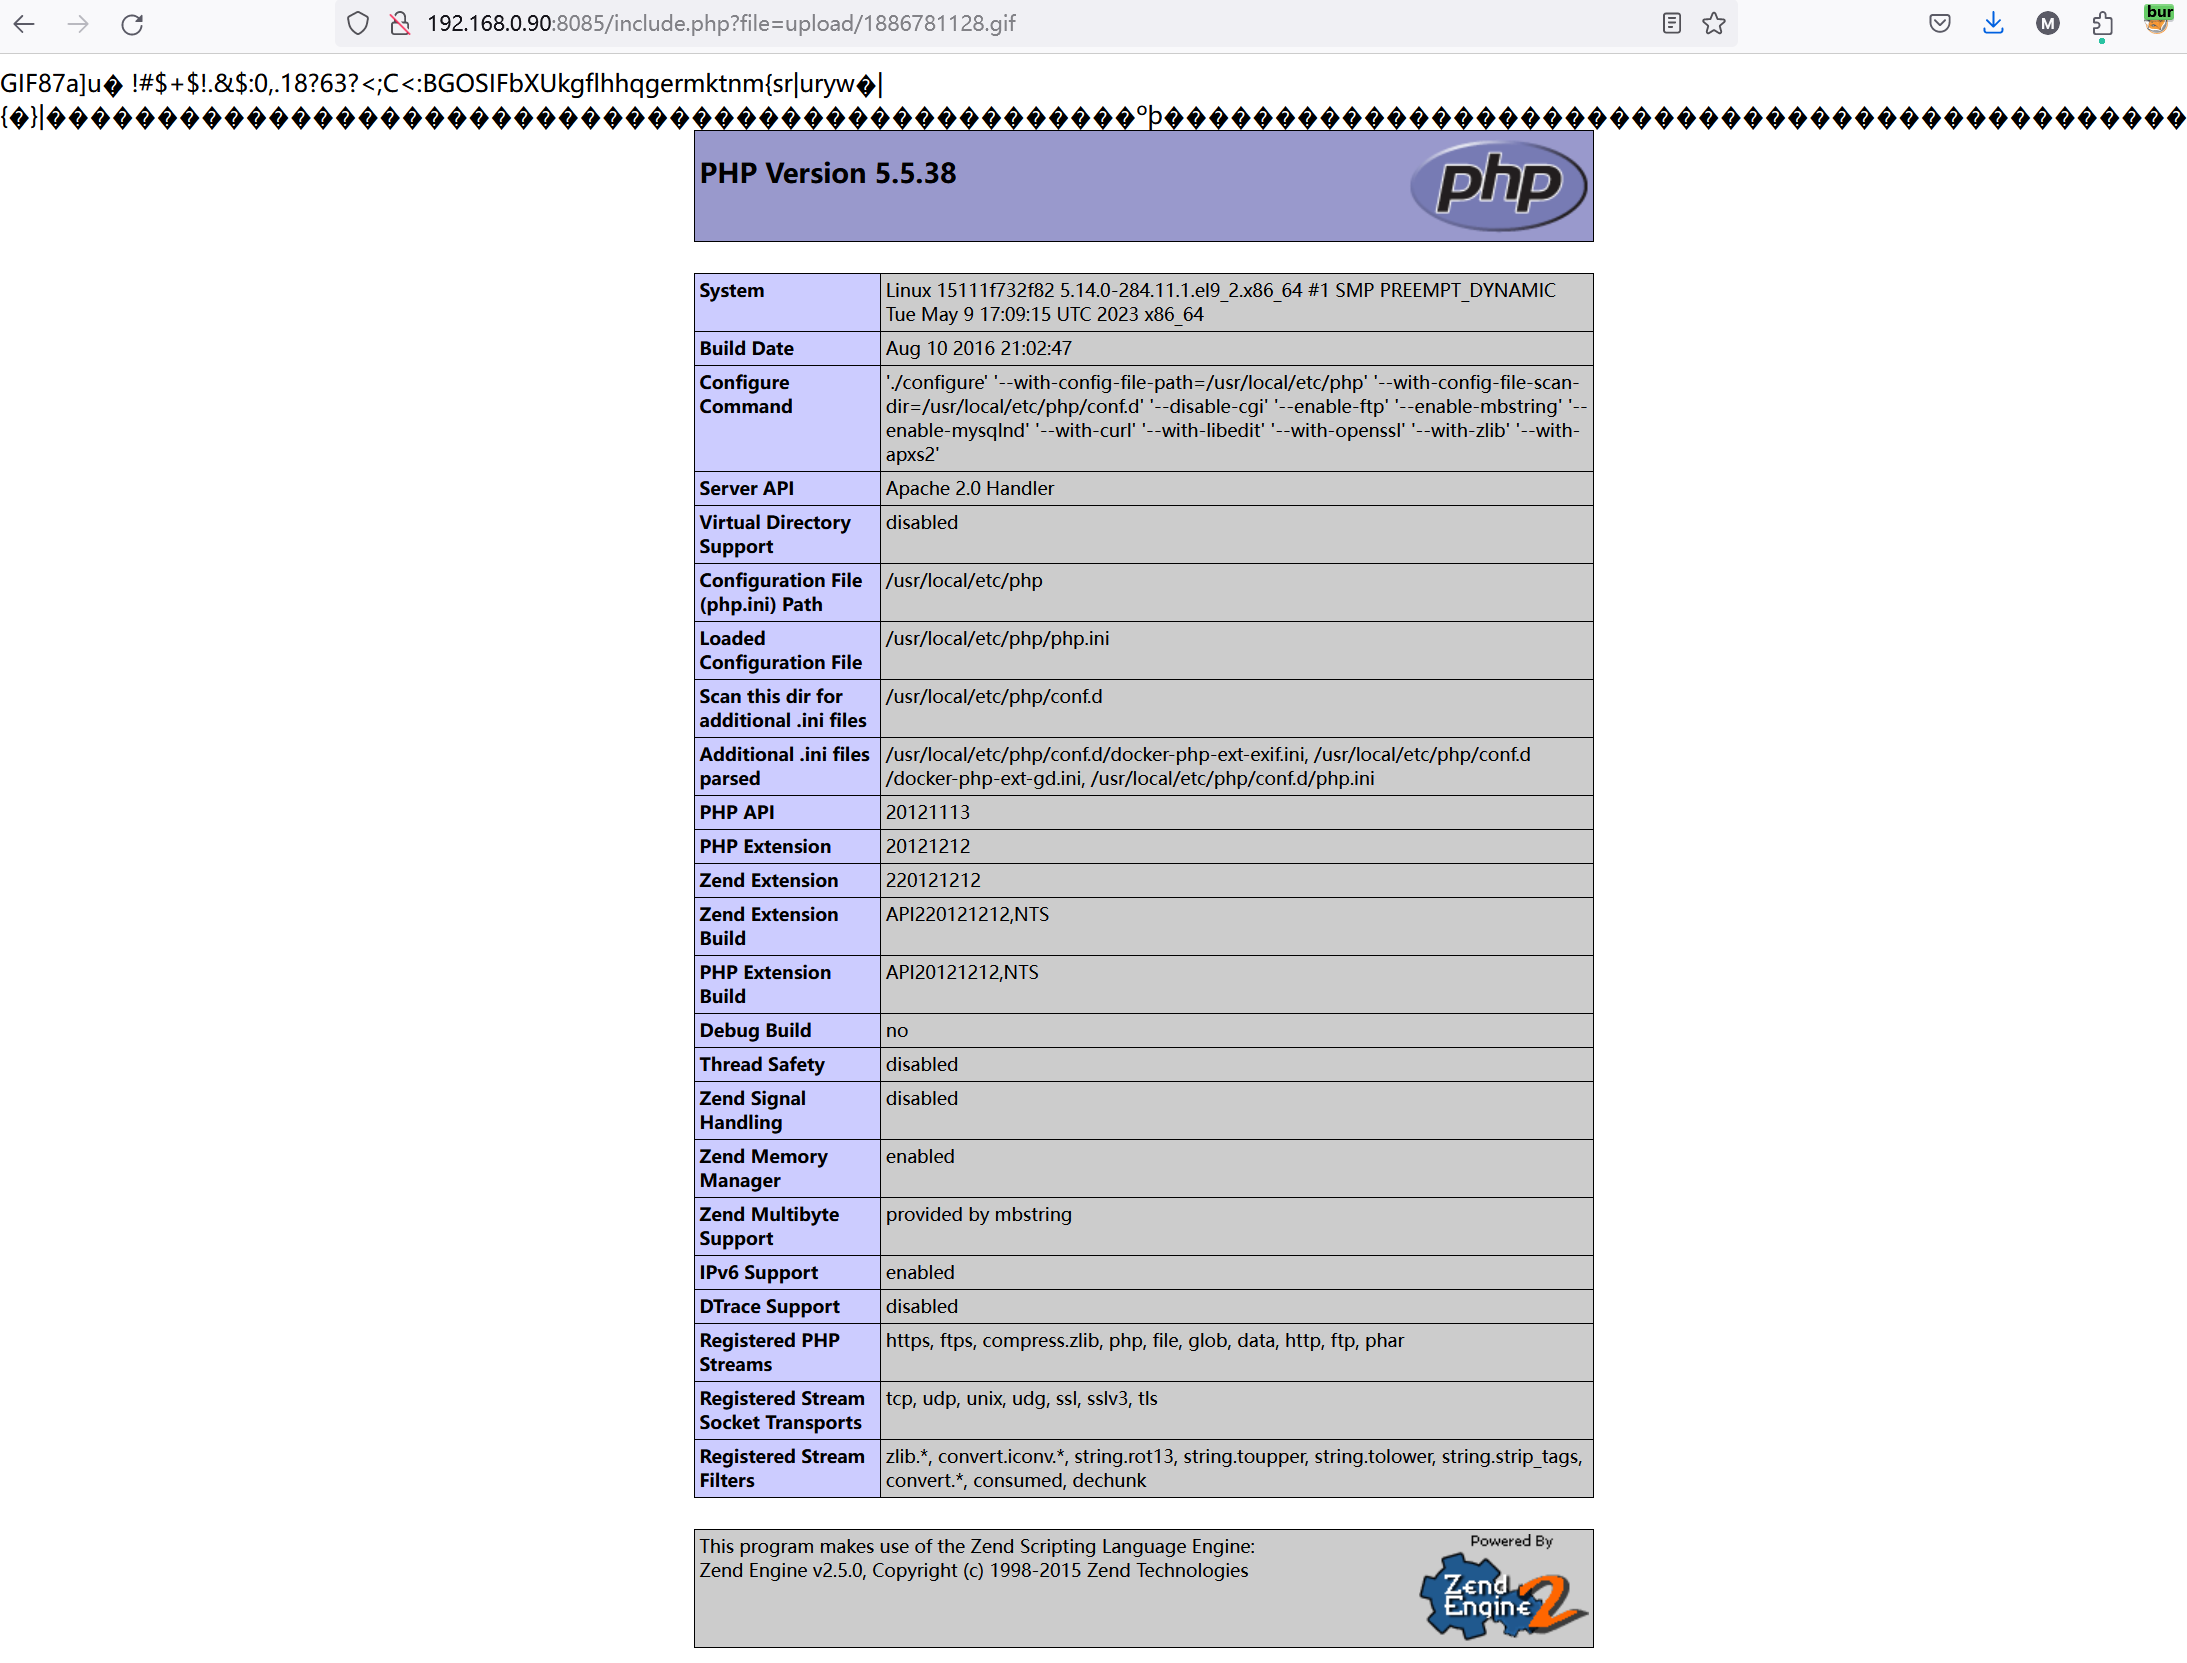 bur
192.168.0.90:8085/include.php?file=upload/1886781128.gif
M
GIF87a]u� !#$+$!.&$:0,.18?63?<;C<:BGOSIFbXUkgflhhqgermktnm{sr|uryw�|
{�}|�������������������������������������������������ºþ����������������������������������������������
PHP Version 5.5.38
php
System
Linux 15111f732f82 5.14.0-284.11.1.el9_2.x86_64 #1 SMP PREEMPT_DYNAMIC
Tue May 9 17:09:15 UTC 2023 x86_64
Build Date
Aug 10 2016 21:02:47
Configure
Command
'./configure' '--with-config-file-path=/usr/local/etc/php' '--with-config-file-scan-
dir=/usr/local/etc/php/conf.d' '--disable-cgi' '--enable-ftp' '--enable-mbstring' '--
enable-mysqlnd' '--with-curl' '--with-libedit' '--with-openssl' '--with-zlib' '--with-
apxs2'
Server API
Apache 2.0 Handler
Virtual Directory
Support
disabled
Configuration File
(php.ini) Path
/usr/local/etc/php
Loaded
Configuration File
/usr/local/etc/php/php.ini
Scan this dir for
additional .ini files
/usr/local/etc/php/conf.d
Additional .ini files
parsed
/usr/local/etc/php/conf.d/docker-php-ext-exif.ini, /usr/local/etc/php/conf.d
/docker-php-ext-gd.ini, /usr/local/etc/php/conf.d/php.ini
PHP API
20121113
PHP Extension
20121212
Zend Extension
220121212
Zend Extension
Build
API220121212,NTS
PHP Extension
Build
API20121212,NTS
Debug Build
no
Thread Safety
disabled
Zend Signal
Handling
disabled
Zend Memory
Manager
enabled
Zend Multibyte
Support
provided by mbstring
IPv6 Support
enabled
DTrace Support
disabled
Registered PHP
Streams
https, ftps, compress.zlib, php, file, glob, data, http, ftp, phar
Registered Stream
Socket Transports
tcp, udp, unix, udg, ssl, sslv3, tls
Registered Stream
Filters
zlib.*, convert.iconv.*, string.rot13, string.toupper, string.tolower, string.strip_tags,
convert.*, consumed, dechunk
This program makes use of the Zend Scripting Language Engine:
Zend Engine v2.5.0, Copyright (c) 1998-2015 Zend Technologies
Powered By
Zend
Engine 2